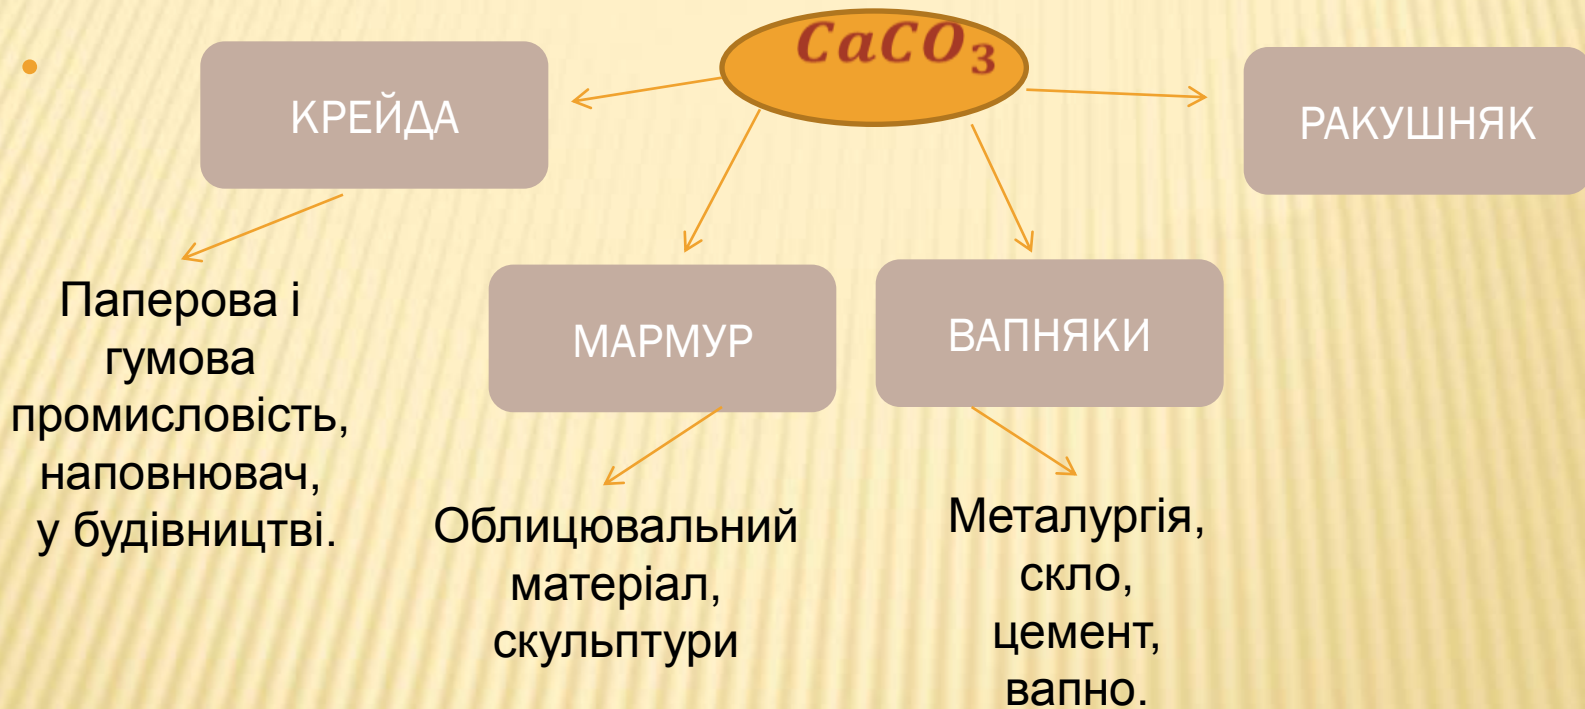 CaCO₃
КРЕЙДА
РАКУШНЯК
Паперова і
гумова
промисловість,
наповнювач,
у будівництві.
МАРМУР
ВАПНЯКИ
Облицювальний
матеріал,
скульптури
Металургія,
скло,
цемент,
вапно.